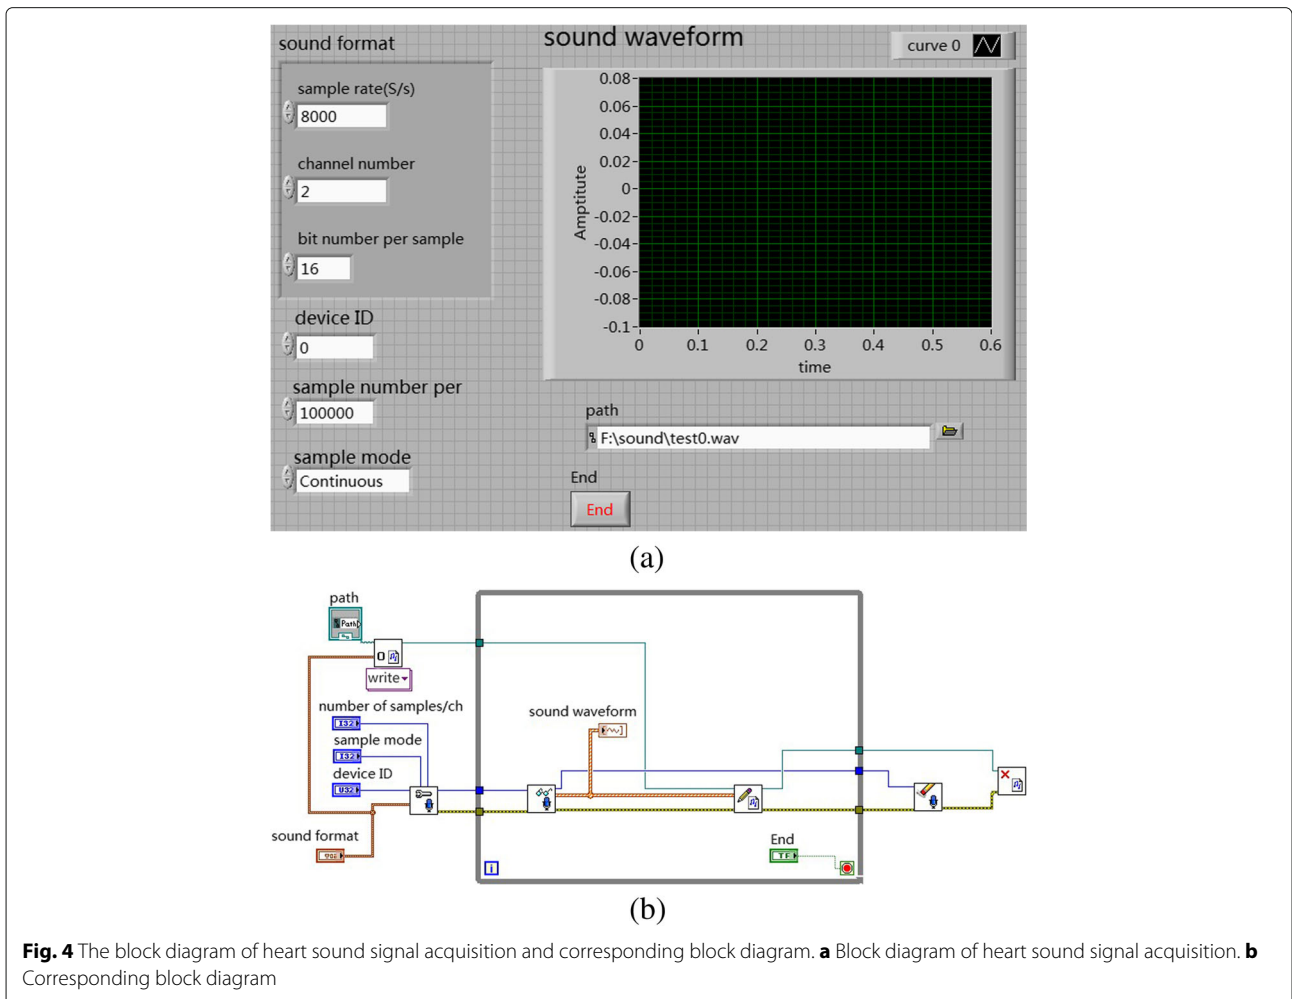 sound format
sample rate(S/s)
8000
channel number
2
bit number per sample
16
device ID
0
sample number per
100000
sample mode
Continuous
sound waveform
curve 0
0.08
0.06
0.04
0.02
0
-0.02
-0.04
-0.06
-0.08
-0.1
Amptitute
0 0.1 0.2 0.3 0.4 0.5 0.6
time
path
F:\sound\test0.wav
End
End
(a)
path
Path
write
number of samples/ch
I32
sample mode
I32
device ID
U32
sound format
sound waveform
End
TF
i
(b)
Fig. 4 The block diagram of heart sound signal acquisition and corresponding block diagram. a Block diagram of heart sound signal acquisition. b
Corresponding block diagram